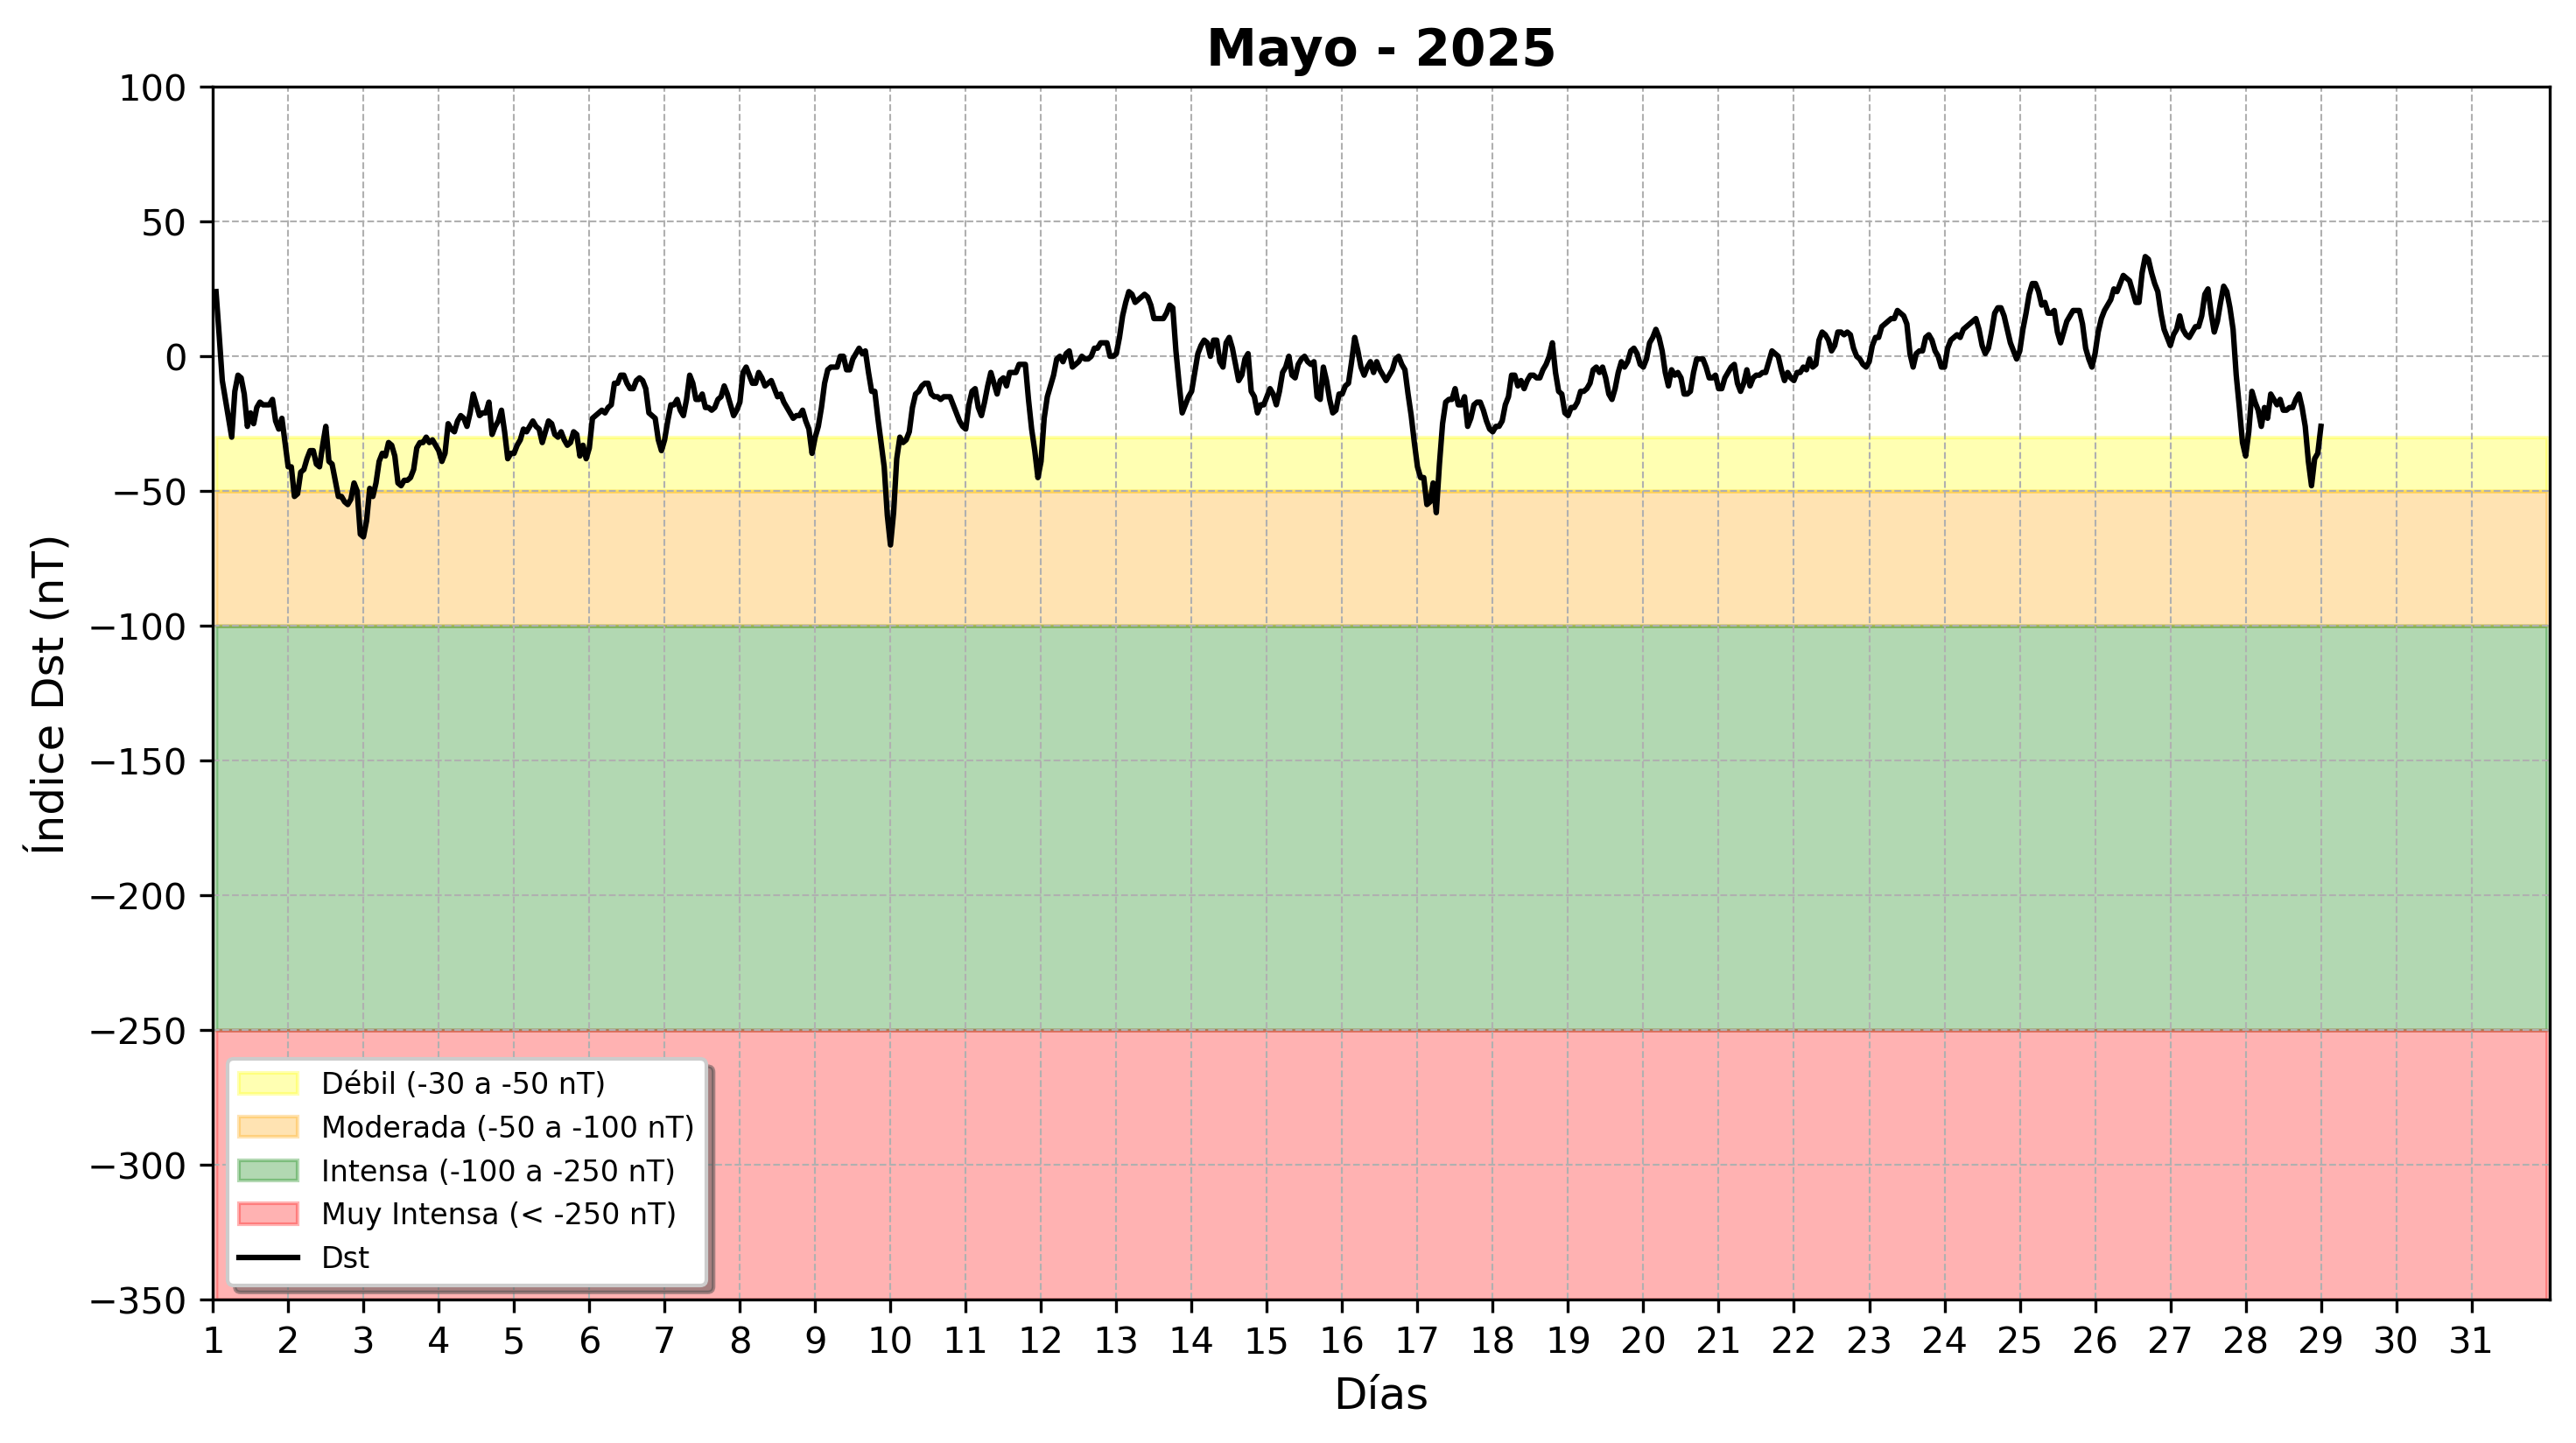 Mayo - 2025
Índice Dst (nT)
100
50
0
−50
−100
−150
−200
−250
−300
−350
Débil (-30 a -50 nT)
Moderada (-50 a -100 nT)
Intensa (-100 a -250 nT)
Muy Intensa (< -250 nT)
Dst
1 2 3 4 5 6 7 8 9 10 11 12 13 14 15 16 17 18 19 20 21 22 23 24 25 26 27 28 29 30 31
Días